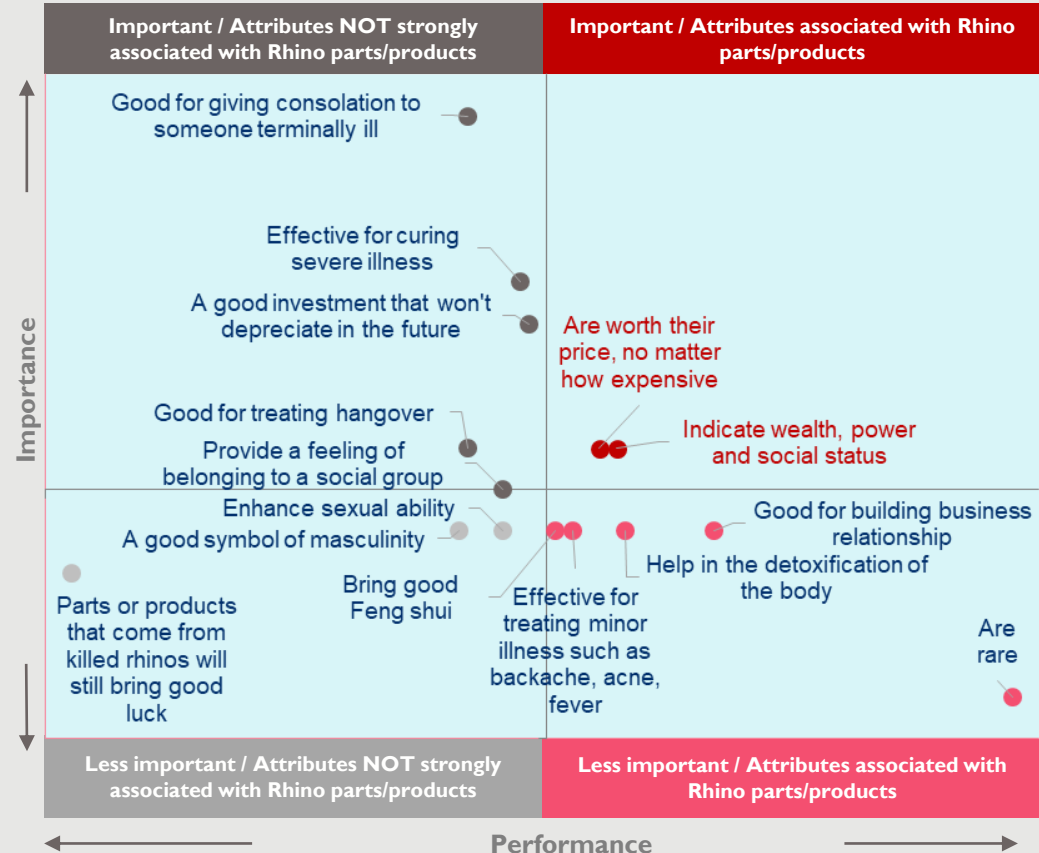 Important / Attributes NOT strongly
associated with Rhino parts/products
Important / Attributes associated with Rhino
parts/products
Good for giving consolation to
someone terminally ill
Effective for curing
severe illness
A good investment that won't
depreciate in the future
Are worth their
price, no matter
how expensive
Good for treating hangover
Indicate wealth, power
and social status
Provide a feeling of
belonging to a social group
Enhance sexual ability
A good symbol of masculinity
Good for building business
relationship
Help in the detoxification of
the body
Bring good
Feng shui
Effective for
treating minor
illness such as
backache, acne,
fever
Parts or products
that come from
killed rhinos will
still bring good
luck
Are
rare
Importance
Less important / Attributes NOT strongly
associated with Rhino parts/products
Less important / Attributes associated with
Rhino parts/products
Performance